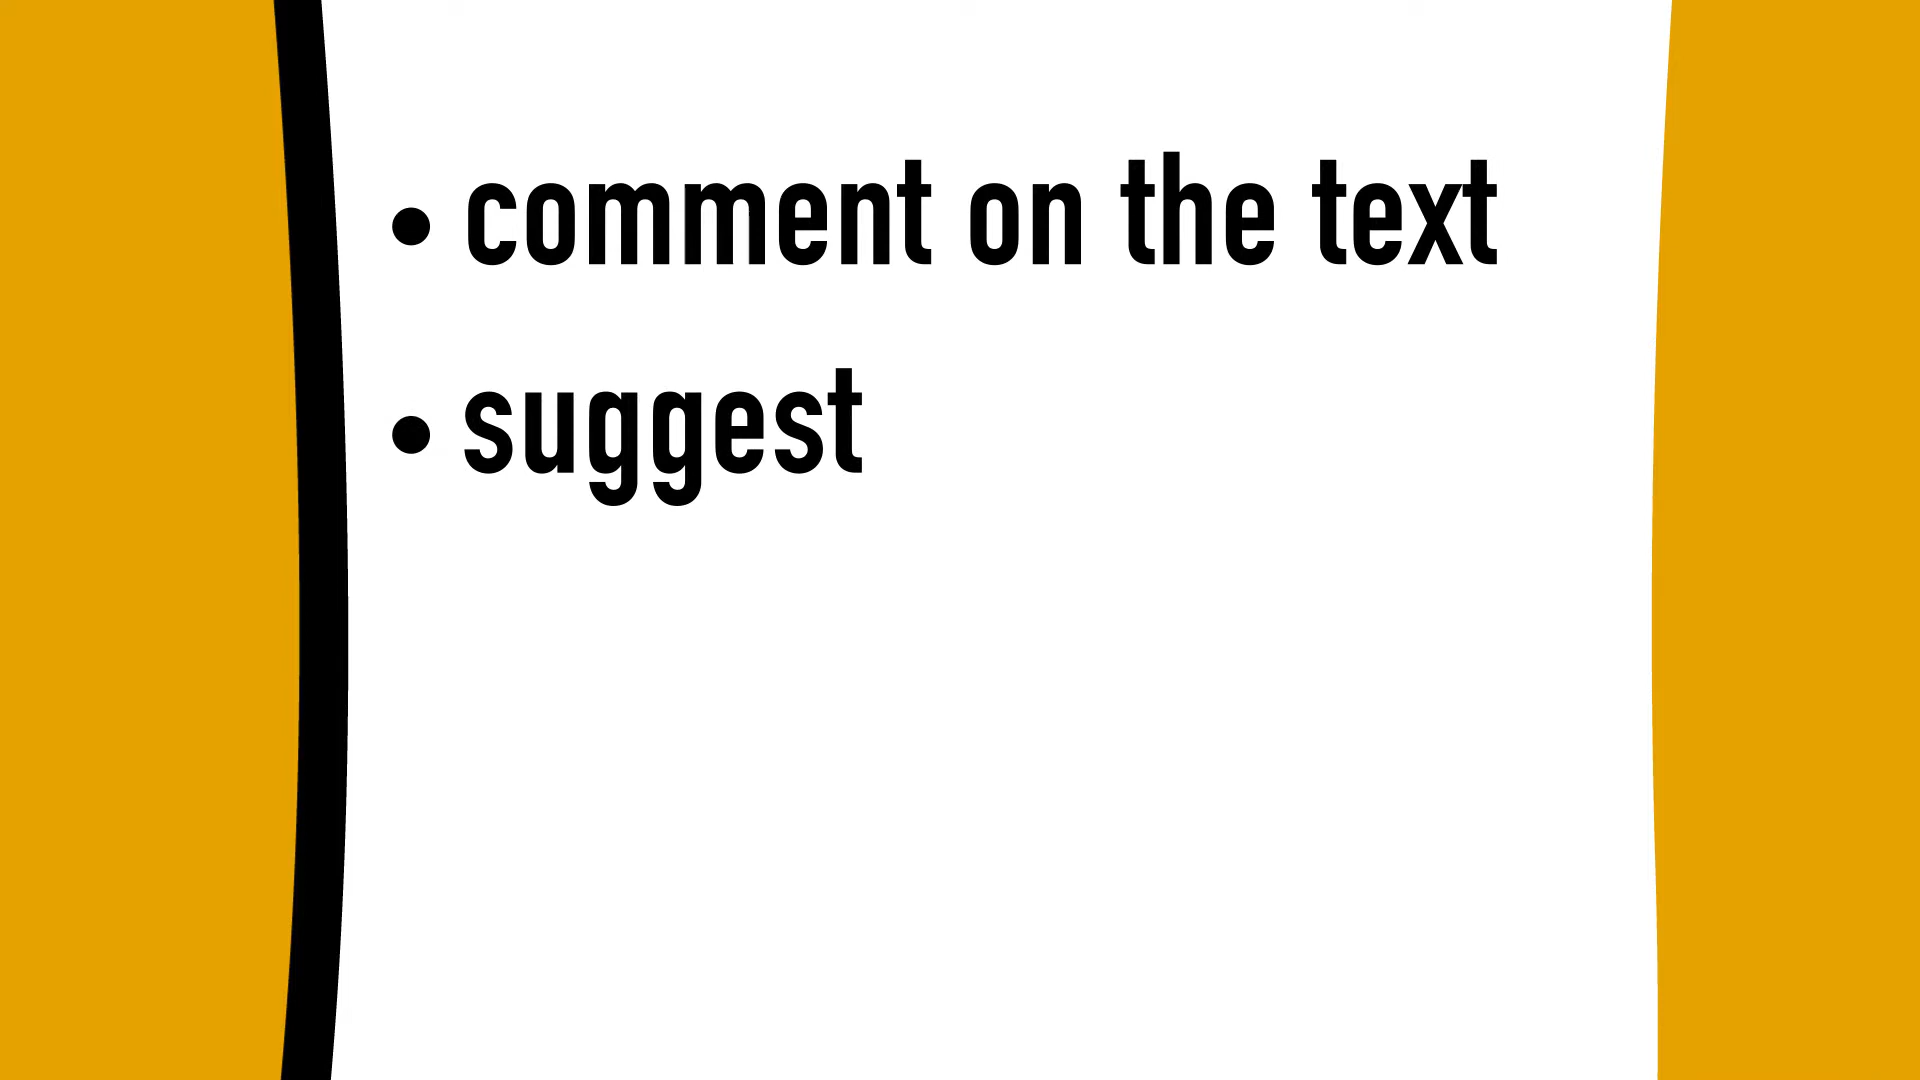 • comment on the text
• suggest